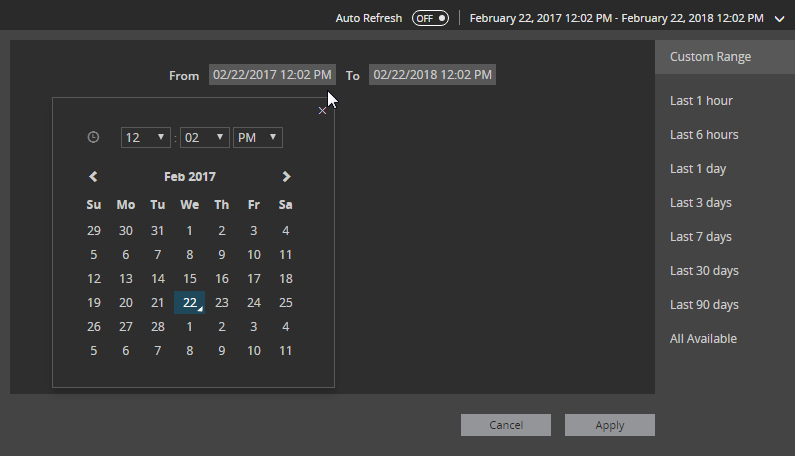 Auto Refresh OFF February 22, 2017 12:02 PM - February 22, 2018 12:02 PM
From 02/22/2017 12:02 PM To 02/22/2018 12:02 PM
12 : 02 PM
Feb 2017
Su Mo Tu We Th Fr Sa
29 30 31 1 2 3 4
5 6 7 8 9 10 11
12 13 14 15 16 17 18
19 20 21 22 23 24 25
26 27 28 1 2 3 4
5 6 7 8 9 10 11
Custom Range
Last 1 hour
Last 6 hours
Last 1 day
Last 3 days
Last 7 days
Last 30 days
Last 90 days
All Available
Cancel Apply